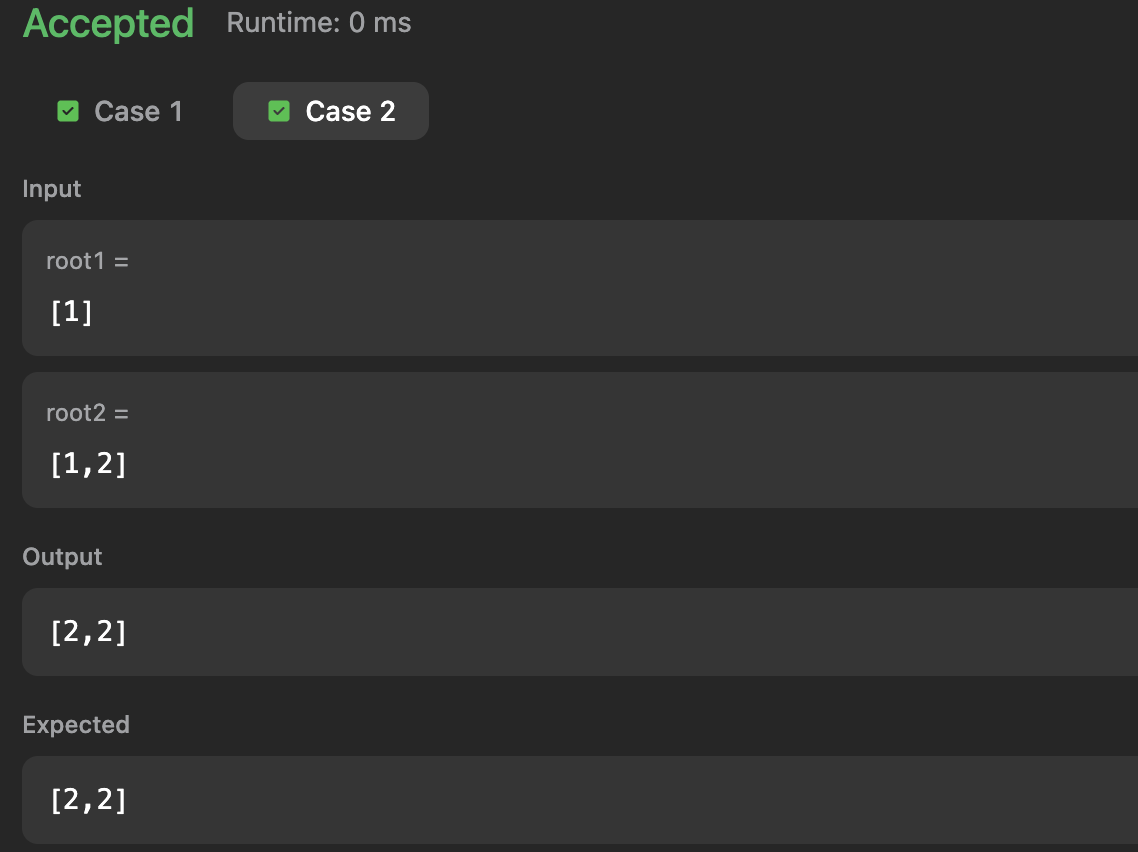 Accepted Runtime: 0 ms
Case 1 Case 2
Input
root1 =
[1]
root2 =
[1,2]
Output
[2,2]
Expected
[2,2]